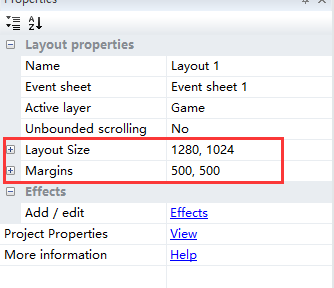 Properties
Layout properties
Name Layout 1
Event sheet Event sheet 1
Active layer Game
Unbounded scrolling No
Layout Size 1280, 1024
Margins 500, 500
Effects
Add / edit Effects
Project Properties View
More information Help